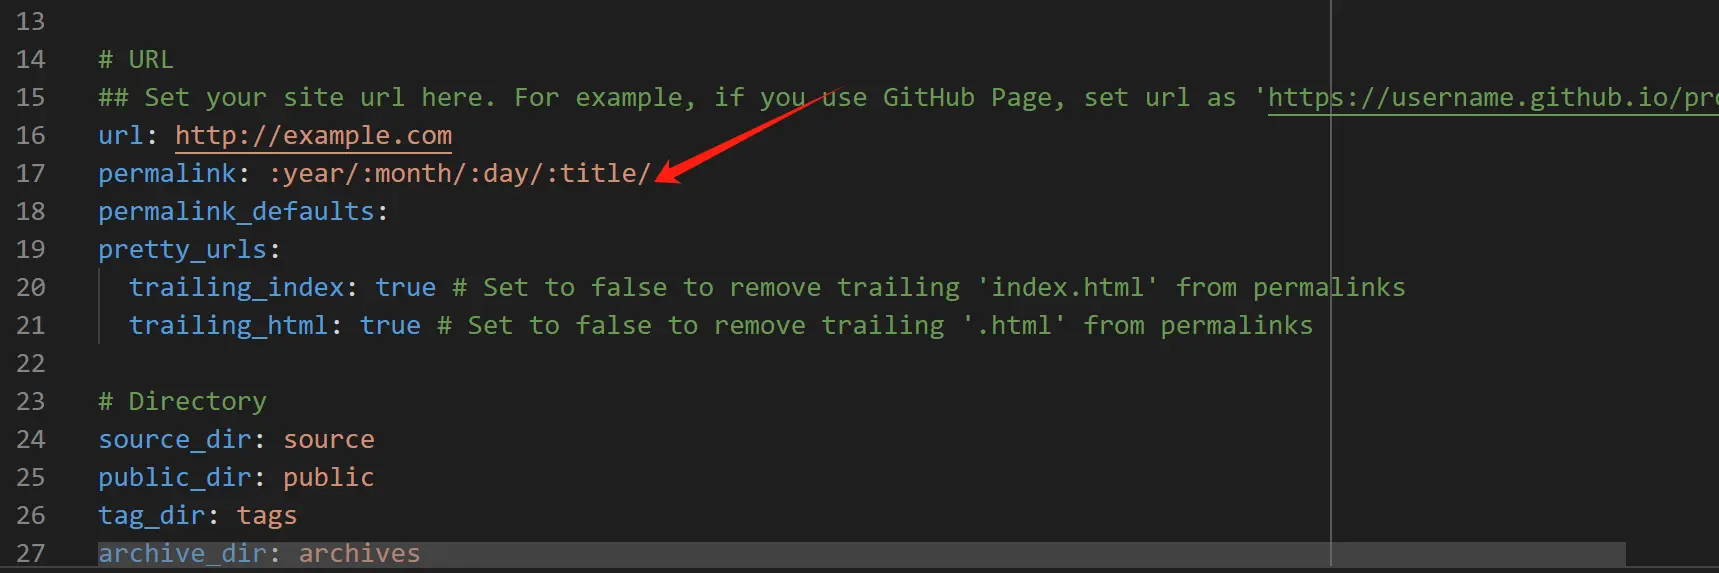 13
14 # URL
15 ## Set your site url here. For example, if you use GitHub Page, set url as 'https://username.github.io/pro
16 url: http://example.com
17 permalink: :year/:month/:day/:title/
18 permalink_defaults:
19 pretty_urls:
20 trailing_index: true # Set to false to remove trailing 'index.html' from permalinks
21 trailing_html: true # Set to false to remove trailing '.html' from permalinks
22
23 # Directory
24 source_dir: source
25 public_dir: public
26 tag_dir: tags
27 archive_dir: archives